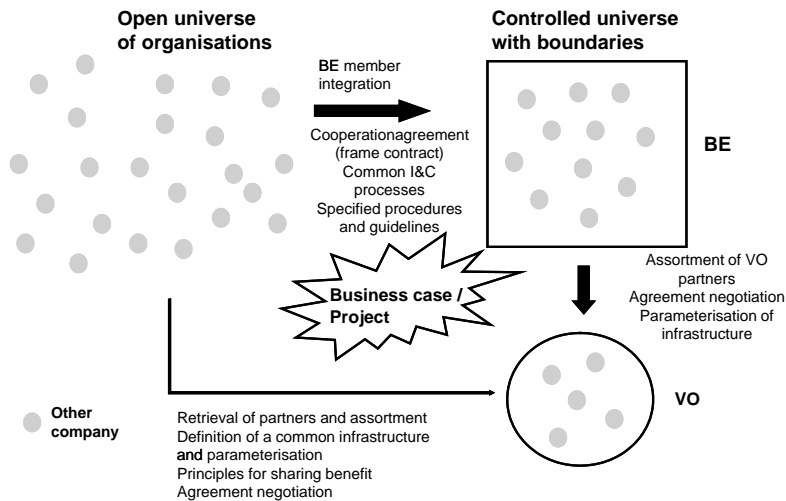 Open universe
of organisations
Controlled universe
with boundaries
BE member
integration
Cooperationagreement
(frame contract)
Common I&C
processes
Specified procedures
and guidelines
BE
Business case /
Project
Assortment of VO
partners
Agreement negotiation
Parameterisation of
infrastructure
VO
Other
company
Retrieval of partners and assortment
Definition of a common infrastructure
and parameterisation
Principles for sharing benefit
Agreement negotiation